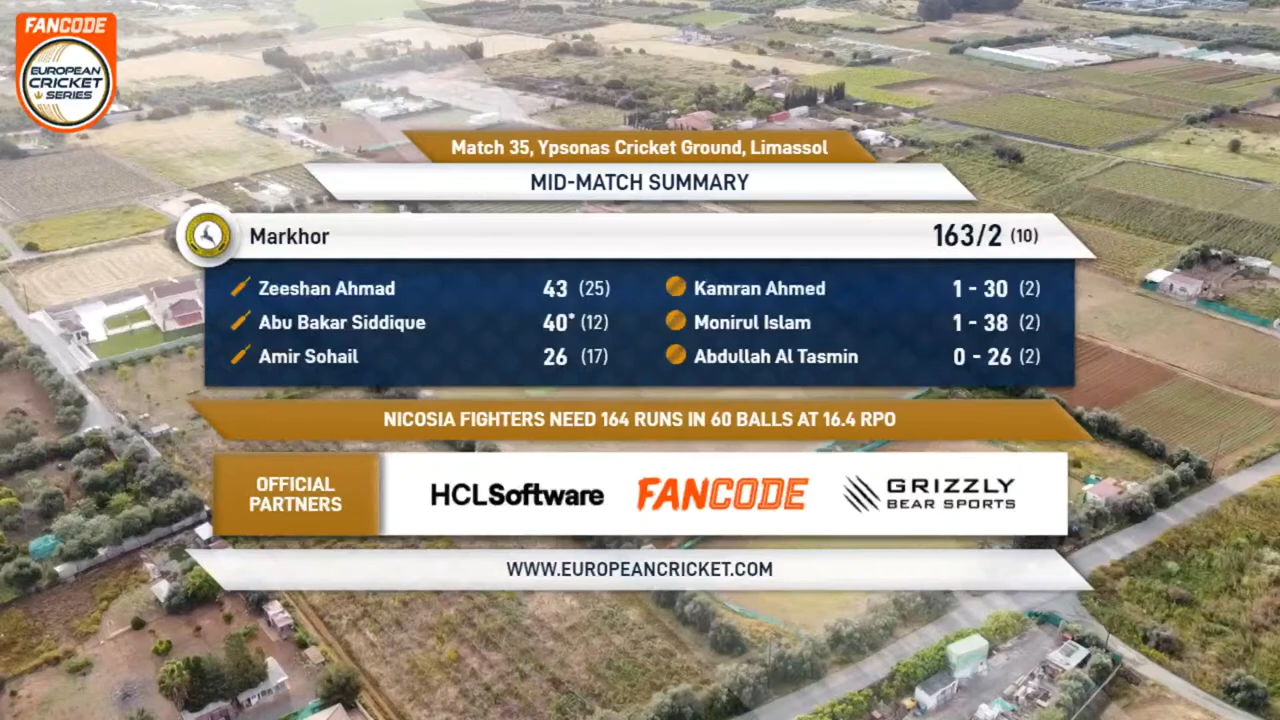 FANCODE
EUROPEAN
CRICKET
SERIES
Match 35, Ypsonas Cricket Ground, Limassol
MID-MATCH SUMMARY
Markhor 163/2 (10)
Zeeshan Ahmad 43 (25) Kamran Ahmed 1 - 30 (2)
Abu Bakar Siddique 40* (12) Monirul Islam 1 - 38 (2)
Amir Sohail 26 (17) Abdullah Al Tasmin 0 - 26 (2)
NICOSIA FIGHTERS NEED 164 RUNS IN 60 BALLS AT 16.4 RPO
OFFICIAL
PARTNERS
HCLSoftware FANCODE GRIZZLY
BEAR SPORTS
WWW.EUROPEANCRICKET.COM